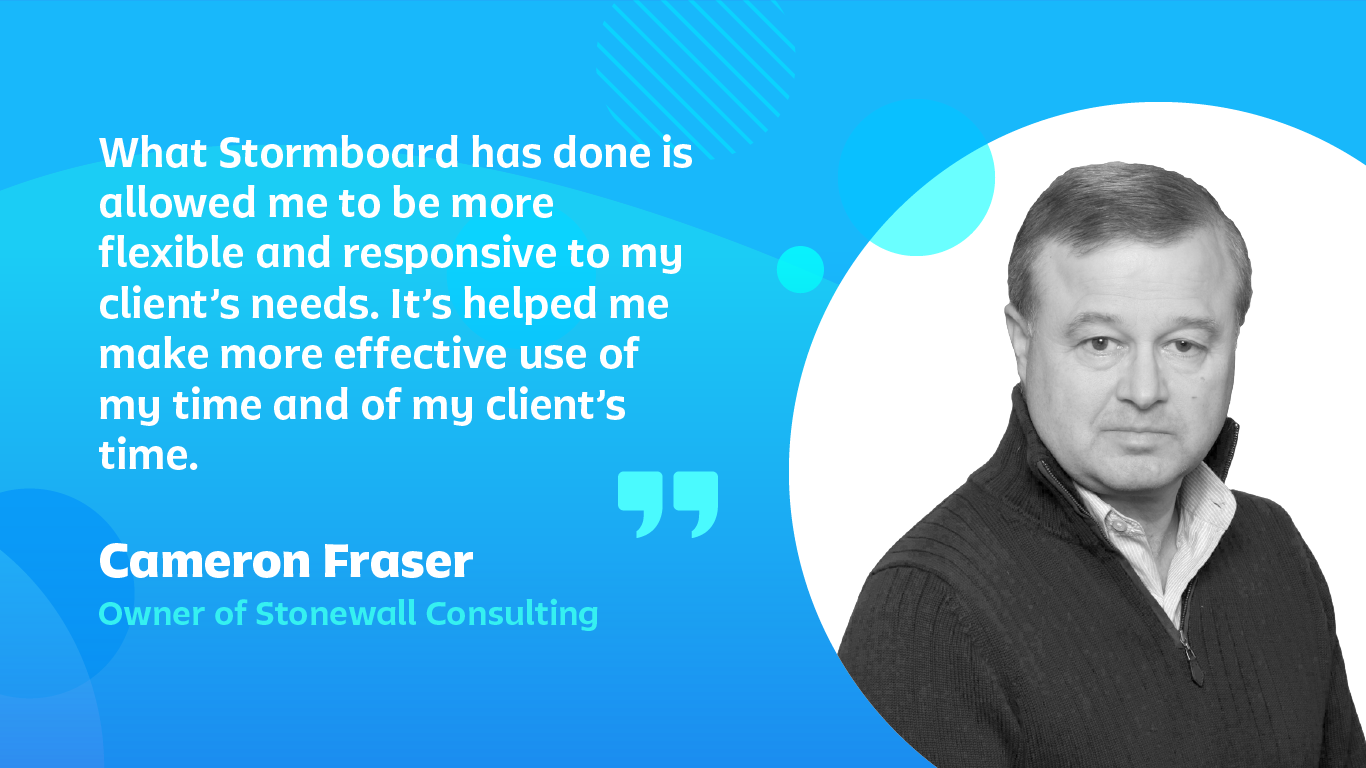 What Stormboard has done is
allowed me to be more
flexible and responsive to my
client’s needs. It’s helped me
make more effective use of
my time and of my client’s
time.
”
Cameron Fraser
Owner of Stonewall Consulting